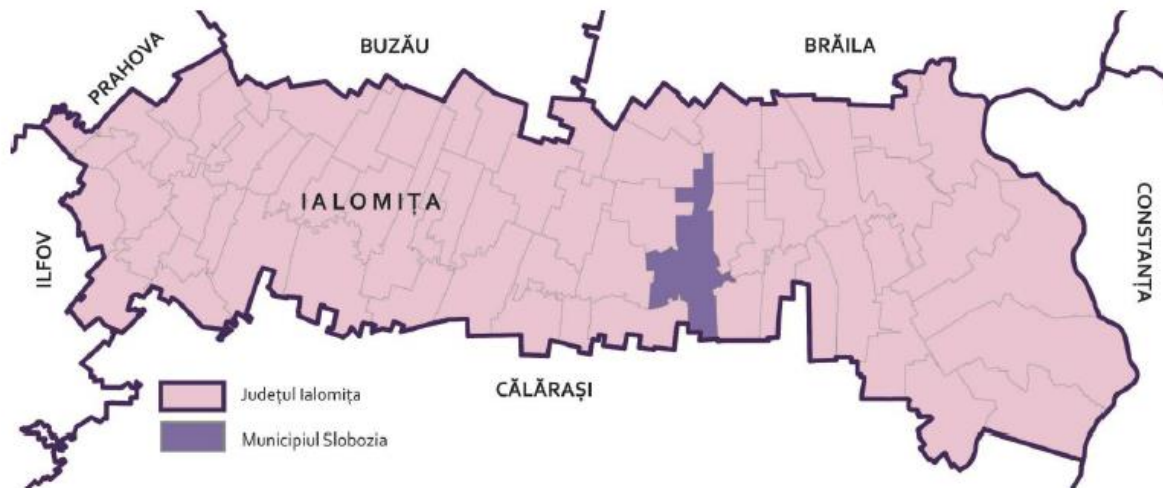 PRAHOVA
BUZĂU
BRĂILA
IALOMIȚA
ILFOV
CONSTANȚA
CĂLĂRAȘI
Județul Ialomița
Municipiul Slobozia